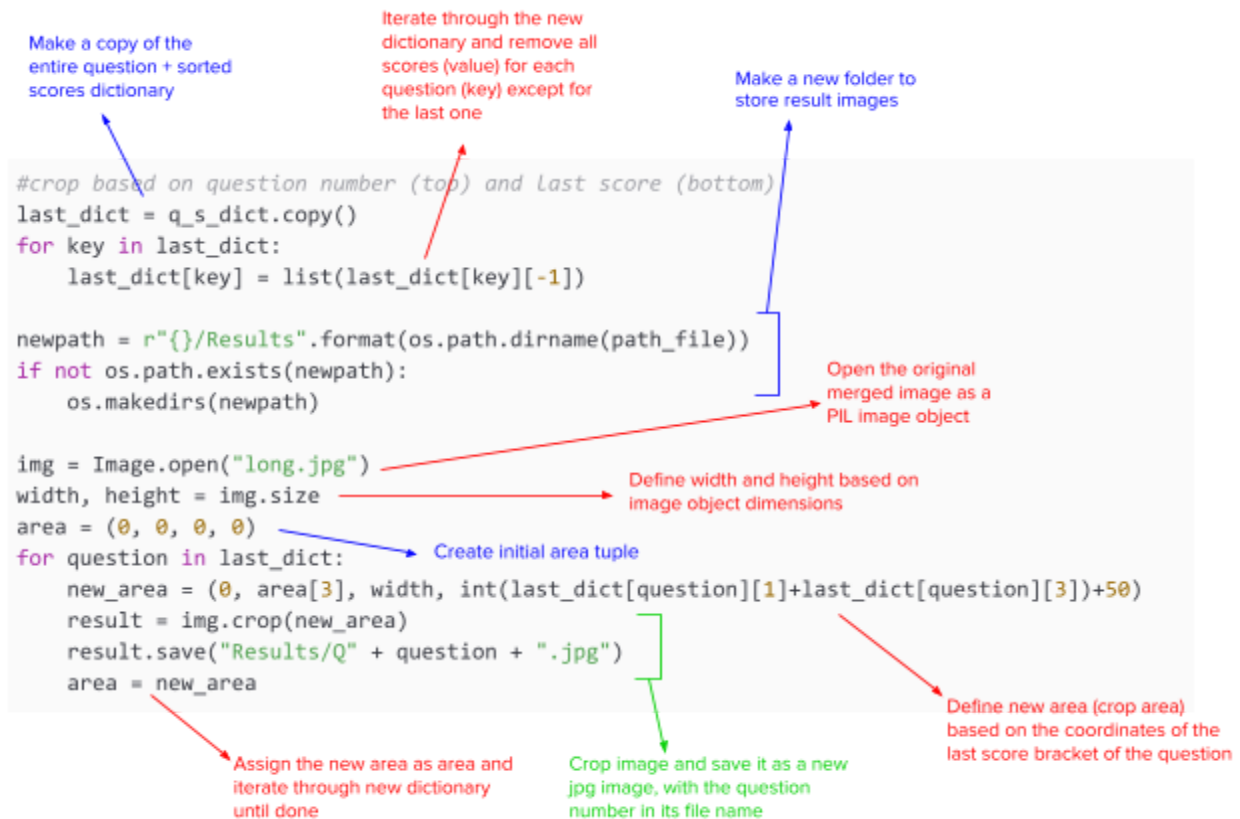 Iterate through the new
dictionary and remove all
scores (value) for each
question (key) except for
the last one
Make a copy of the
entire question + sorted
scores dictionary
Make a new folder to
store result images
#crop based on question number (top) and last score (bottom)
last_dict = q_s_dict.copy()
for key in last_dict:
    last_dict[key] = list(last_dict[key][-1])
newpath = r"{}/Results".format(os.path.dirname(path_file))
if not os.path.exists(newpath):
    os.makedirs(newpath)
Open the original
merged image as a
PIL image object
img = Image.open("long.jpg")
width, height = img.size
Define width and height based on
image object dimensions
area = (0, 0, 0, 0)
Create initial area tuple
for question in last_dict:
    new_area = (0, area[3], width, int(last_dict[question][1]+last_dict[question][3])+50)
    result = img.crop(new_area)
    result.save("Results/Q" + question + ".jpg")
    area = new_area
Define new area (crop area)
based on the coordinates of the
last score bracket of the question
Assign the new area as area and
iterate through new dictionary
until done
Crop image and save it as a new
jpg image, with the question
number in its file name